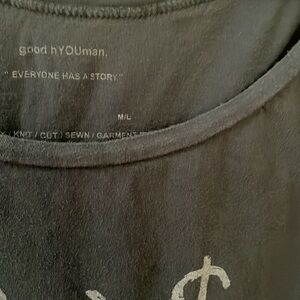 good hYOUman.
" EVERYONE HAS A STORY."
M/L
/ KNIT / CUT / SEWN / GARMENT
$